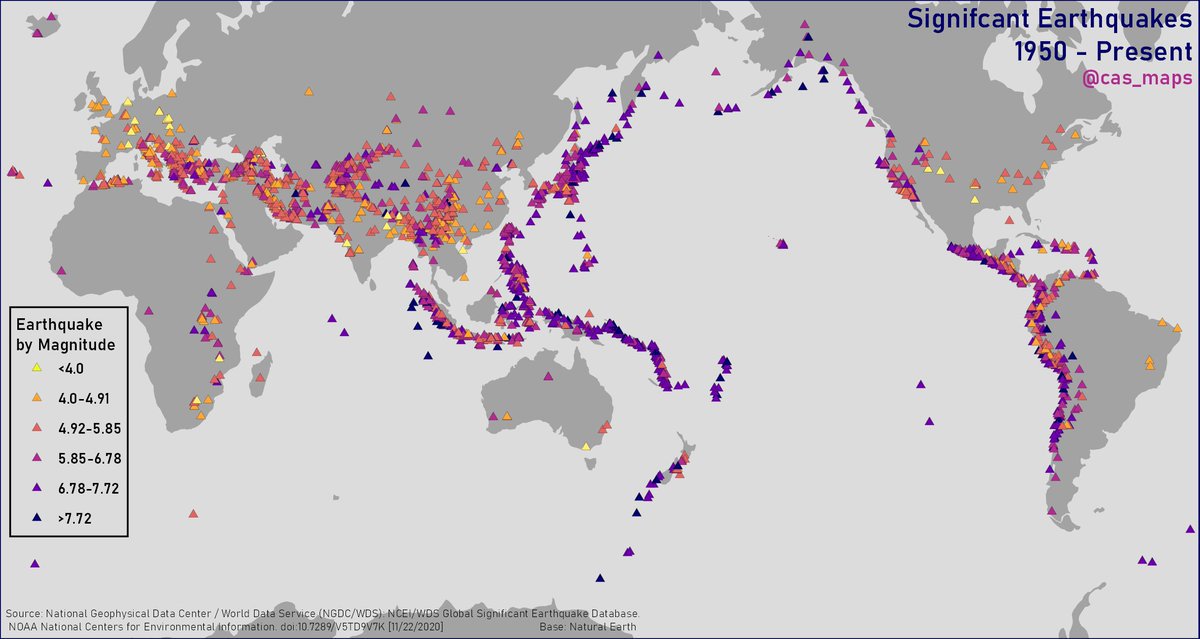 Signifcant Earthquakes
1950 - Present
@cas_maps
Earthquake
by Magnitude
<4.0
4.0-4.91
4.92-5.85
5.85-6.78
6.78-7.72
>7.72
Source: National Geophysical Data Center / World Data Service (NGDC/WDS): NCEI/WDS Global Significant Earthquake Database.
NOAA National Centers for Environmental Information. doi:10.7289/V5TD9V7K [11/22/2020] Base: Natural Earth